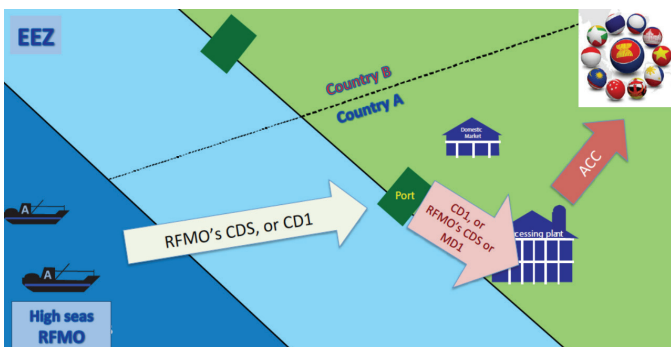 EEZ
Country B
Country A
Domestic
Market
Port
ACC
CD1, or
RFMO's CDS or
MD1
cessing plant
RFMO's CDS, or CD1
A
A
High seas
RFMO